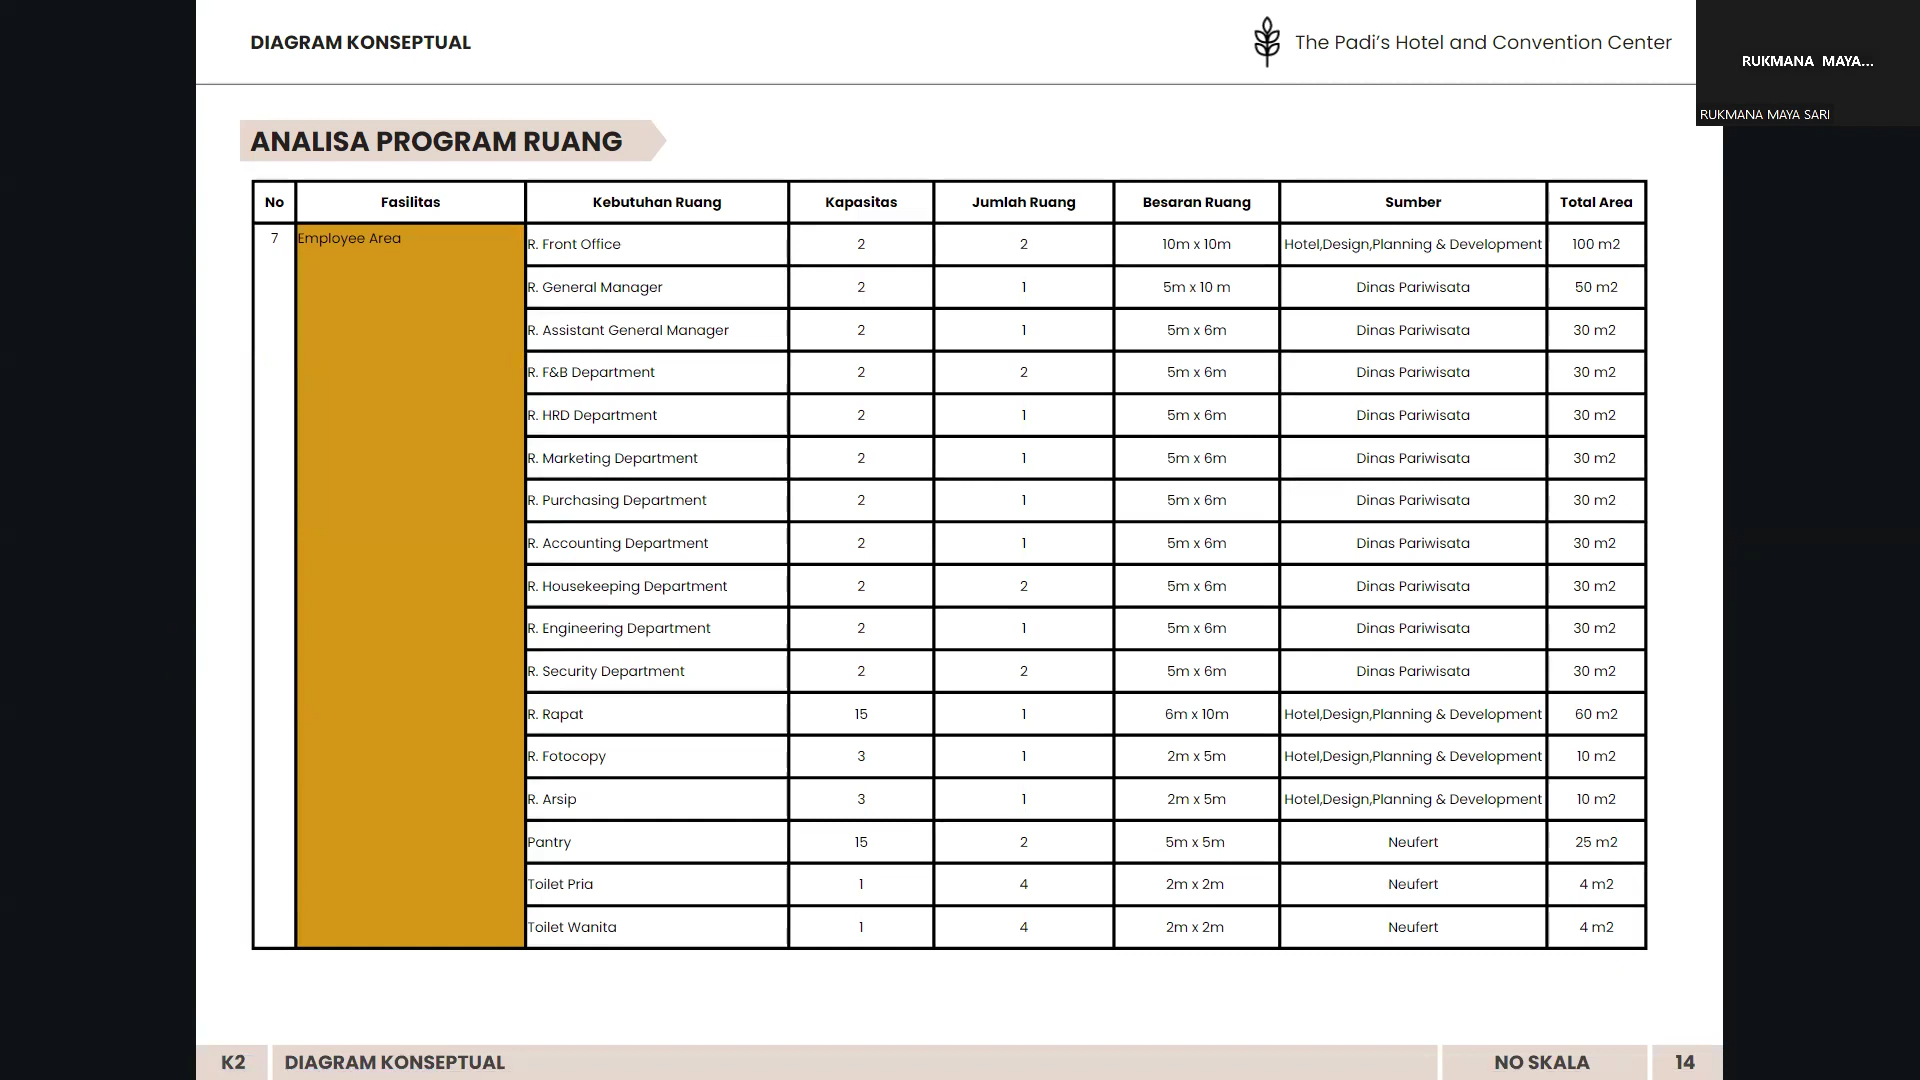 DIAGRAM KONSEPTUAL
The Padi's Hotel and Convention Center
RUKMANA MAYA...
RUKMANA MAYA SARI
ANALISA PROGRAM RUANG
No Fasilitas Kebutuhan Ruang Kapasitas Jumlah Ruang Besaran Ruang Sumber Total Area
7 Employee Area R. Front Office 2 2 10m x 10m Hotel,Design,Planning & Development 100 m2
R. General Manager 2 1 5m x 10 m Dinas Pariwisata 50 m2
R. Assistant General Manager 2 1 5m x 6m Dinas Pariwisata 30 m2
R. F&B Department 2 2 5m x 6m Dinas Pariwisata 30 m2
R. HRD Department 2 1 5m x 6m Dinas Pariwisata 30 m2
R. Marketing Department 2 1 5m x 6m Dinas Pariwisata 30 m2
R. Purchasing Department 2 1 5m x 6m Dinas Pariwisata 30 m2
R. Accounting Department 2 1 5m x 6m Dinas Pariwisata 30 m2
R. Housekeeping Department 2 2 5m x 6m Dinas Pariwisata 30 m2
R. Engineering Department 2 1 5m x 6m Dinas Pariwisata 30 m2
R. Security Department 2 2 5m x 6m Dinas Pariwisata 30 m2
R. Rapat 15 1 6m x 10m Hotel,Design,Planning & Development 60 m2
R. Fotocopy 3 1 2m x 5m Hotel,Design,Planning & Development 10 m2
R. Arsip 3 1 2m x 5m Hotel,Design,Planning & Development 10 m2
Pantry 15 2 5m x 5m Neufert 25 m2
Toilet Pria 1 4 2m x 2m Neufert 4 m2
Toilet Wanita 1 4 2m x 2m Neufert 4 m2
K2 DIAGRAM KONSEPTUAL NO SKALA 14